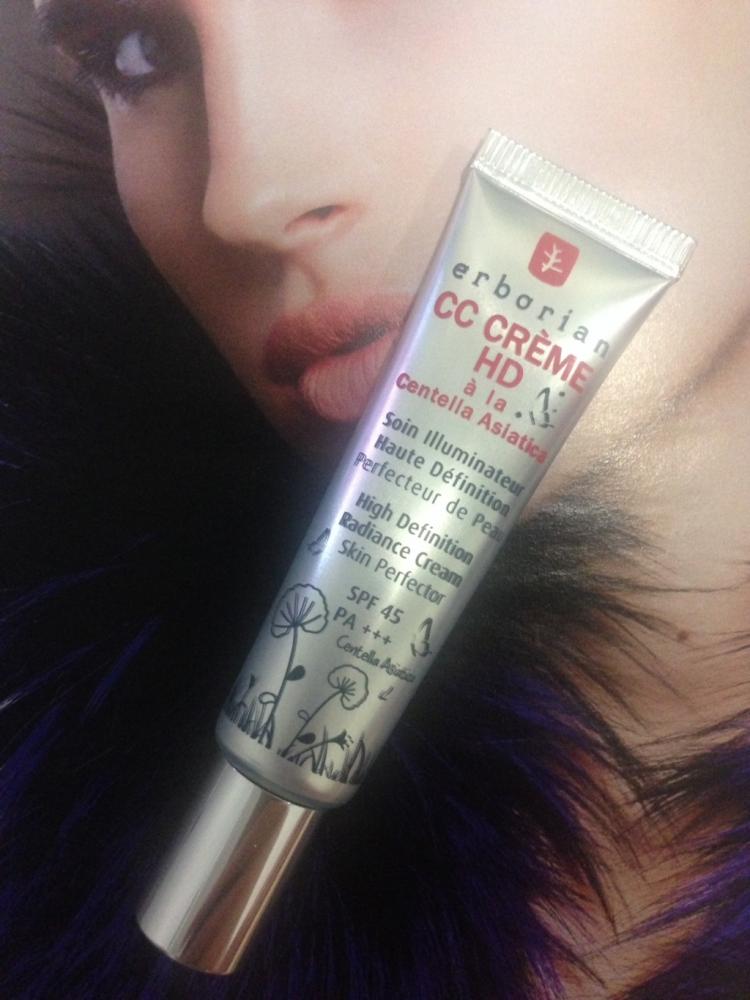 erborian
CC CRÈME
HD
à la
Centella Asiatica
Soin Illuminateur
Haute Définition
Perfecteur de Peau
High Definition
Radiance Cream
Skin Perfector
SPF 45
PA +++
Centella Asiatica